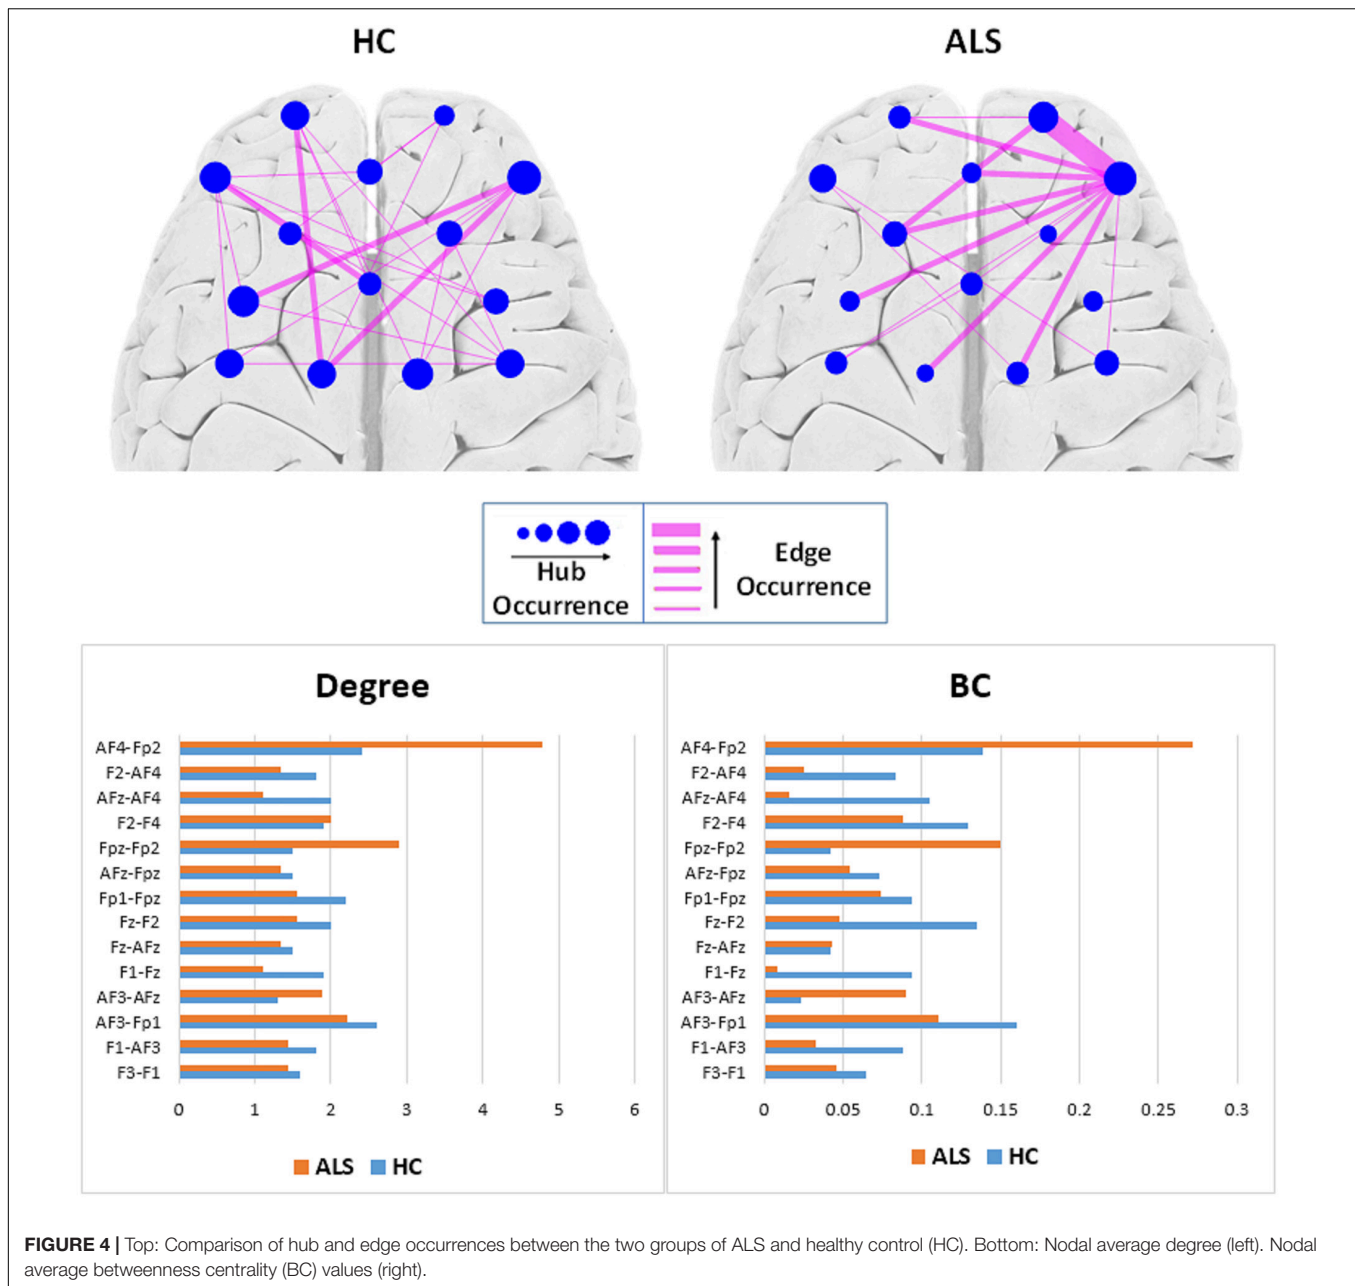 HC
ALS
Hub
Occurrence
Edge
Occurrence
Degree
AF4-Fp2
F2-AF4
AFz-AF4
F2-F4
Fpz-Fp2
AFz-Fpz
Fp1-Fpz
Fz-F2
Fz-AFz
F1-Fz
AF3-AFz
AF3-Fp1
F1-AF3
F3-F1
0 1 2 3 4 5 6
ALS HC
BC
AF4-Fp2
F2-AF4
AFz-AF4
F2-F4
Fpz-Fp2
AFz-Fpz
Fp1-Fpz
Fz-F2
Fz-AFz
F1-Fz
AF3-AFz
AF3-Fp1
F1-AF3
F3-F1
0 0.05 0.1 0.15 0.2 0.25 0.3
ALS HC
FIGURE 4 | Top: Comparison of hub and edge occurrences between the two groups of ALS and healthy control (HC). Bottom: Nodal average degree (left). Nodal
average betweenness centrality (BC) values (right).